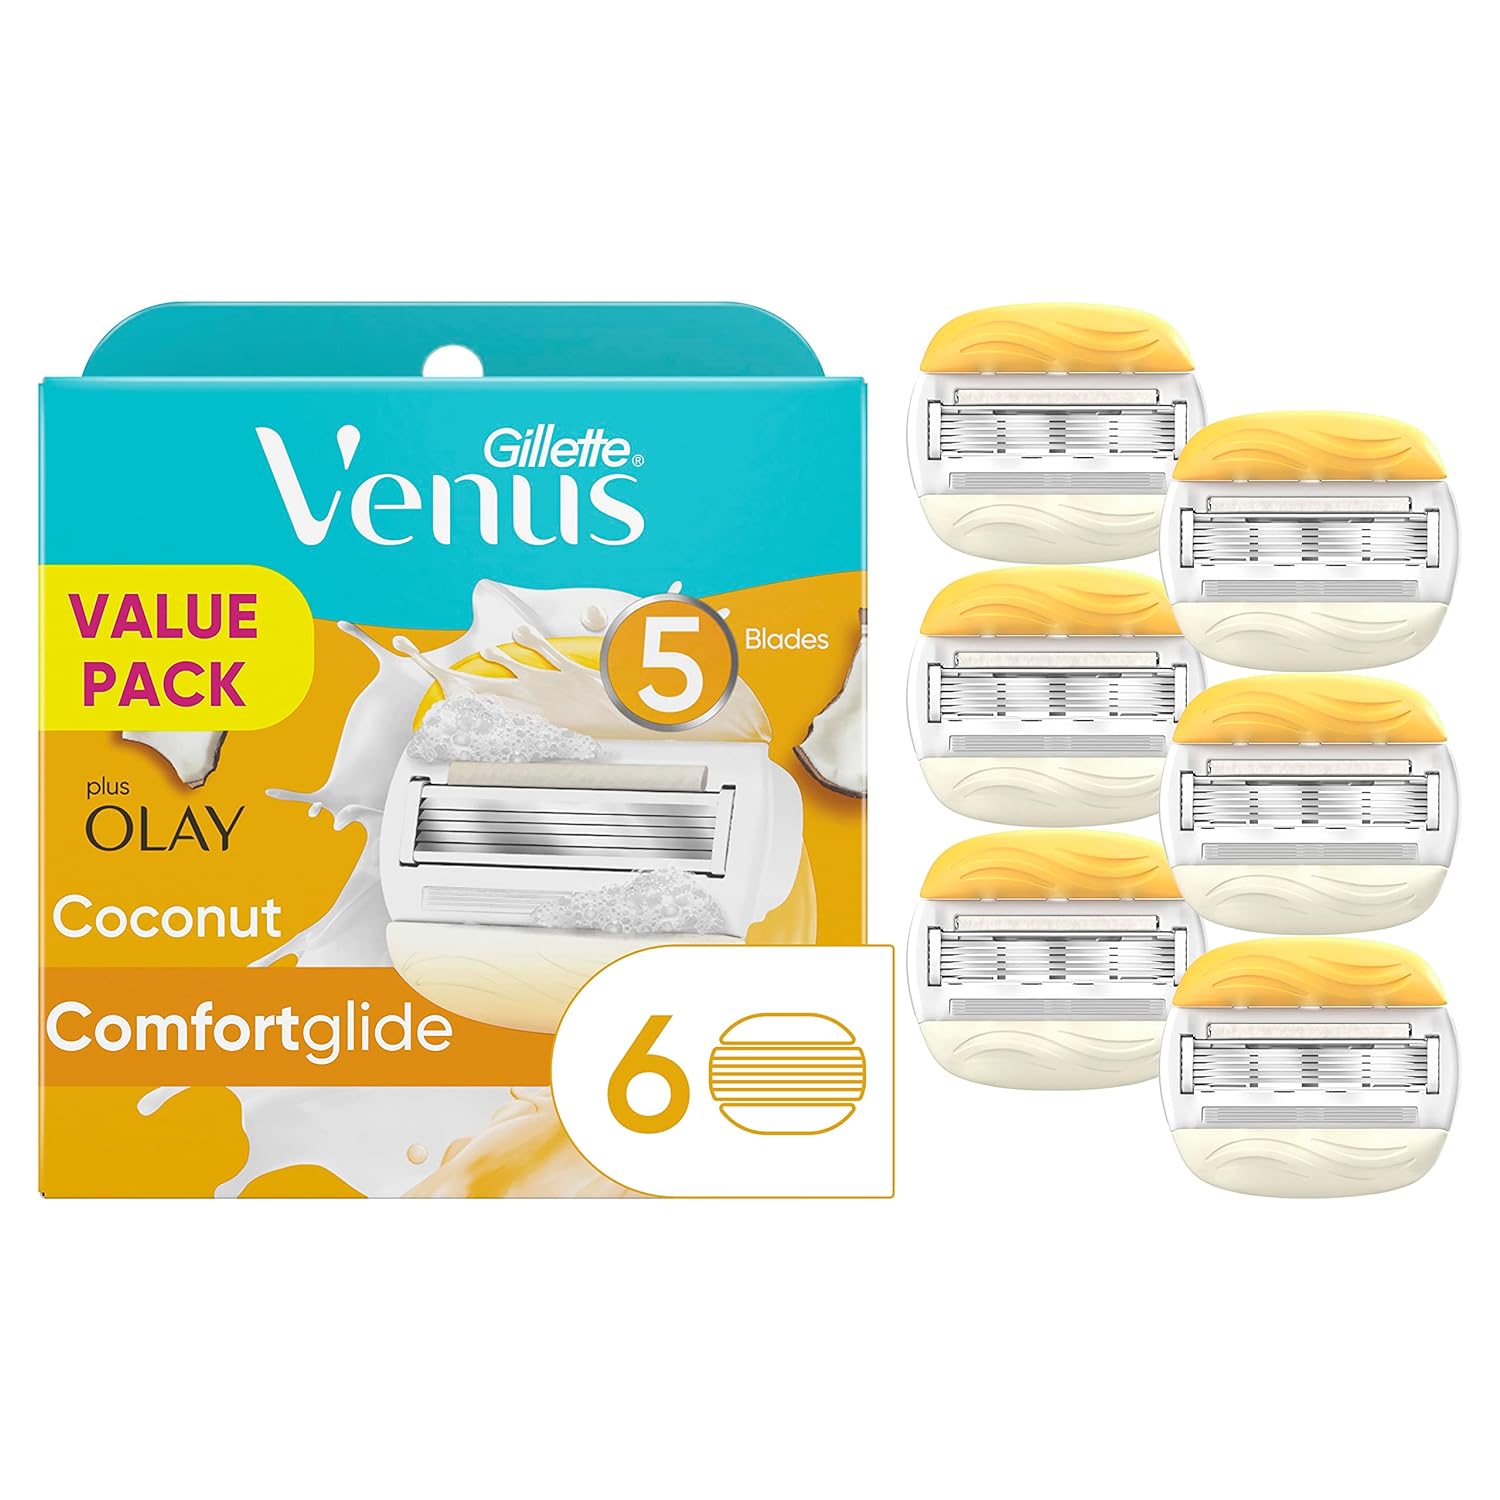 Gillette®
Venus
VALUE
PACK
5 Blades
plus
OLAY
Coconut
Comfortglide
6